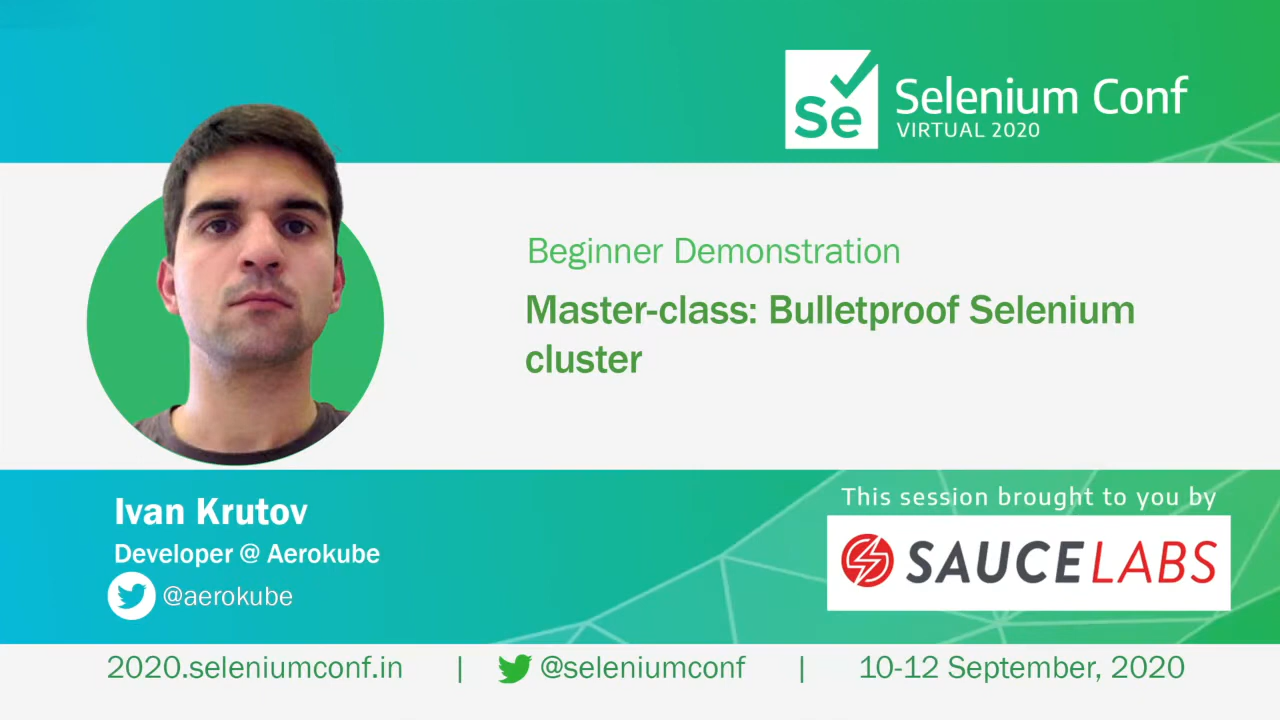 Se
Selenium Conf
VIRTUAL 2020
Beginner Demonstration
Master-class: Bulletproof Selenium
cluster
Ivan Krutov
Developer @ Aerokube
@aerokube
This session brought to you by
SAUCELABS
2020.seleniumconf.in | @seleniumconf | 10-12 September, 2020